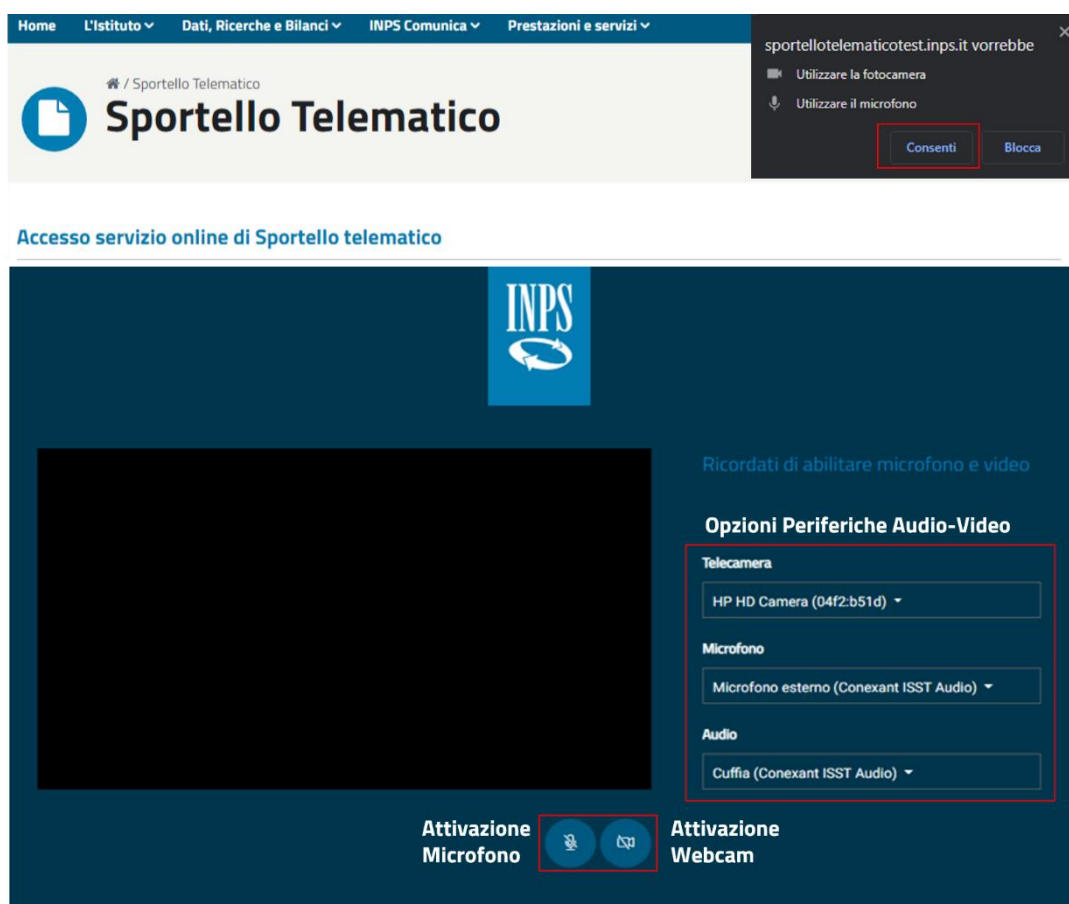 Home L'Istituto Dati, Ricerche e Bilanci INPS Comunica Prestazioni e servizi
sportellotelematicotest.inps.it vorrebbe
Utilizzare la fotocamera
Utilizzare il microfono
Consenti Blocca
/ Sportello Telematico
Sportello Telematico
Accesso servizio online di Sportello telematico
INPS
Ricordati di abilitare microfono e video
Opzioni Periferiche Audio-Video
Telecamera
HP HD Camera (04f2:b51d)
Microfono
Microfono esterno (Conexant ISST Audio)
Audio
Cuffia (Conexant ISST Audio)
Attivazione
Microfono
Attivazione
Webcam